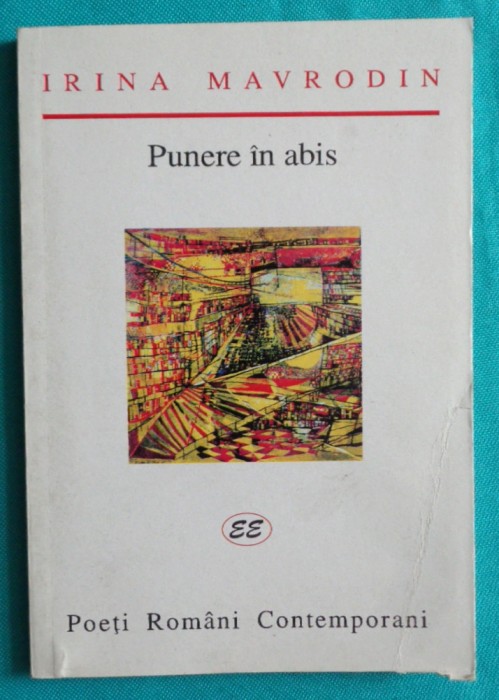 IRINA MAVRODIN
Punere în abis
EE
Poeţi Români Contemporani